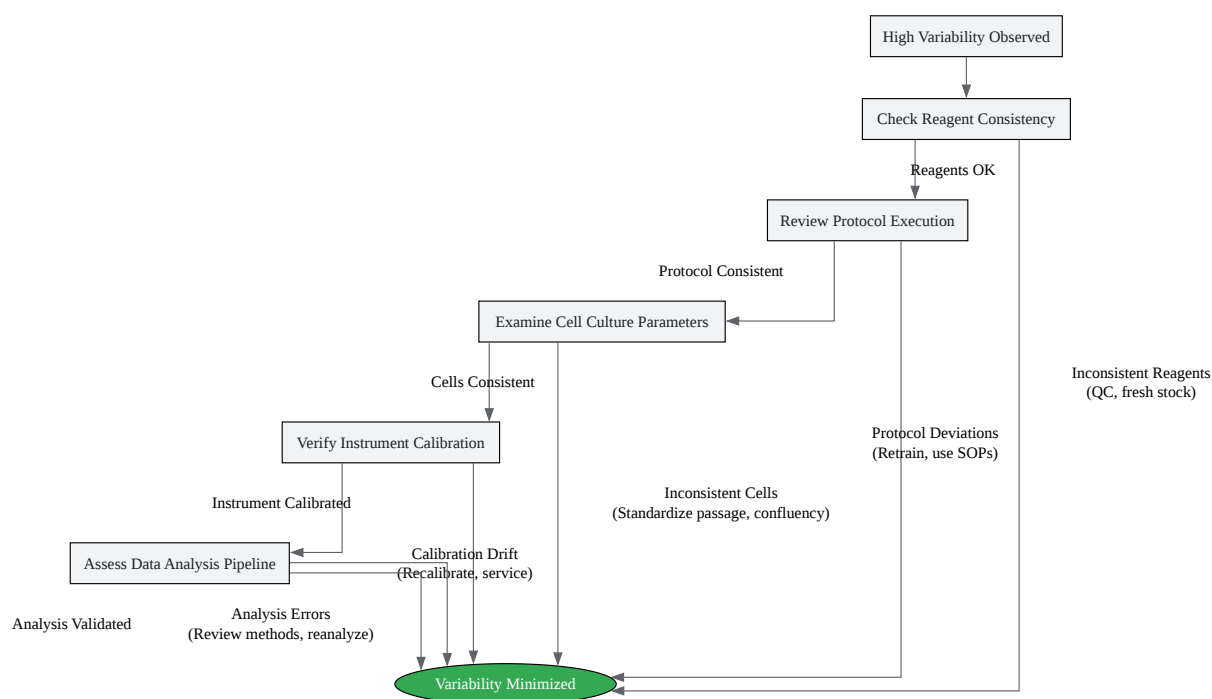 High Variability Observed
Check Reagent Consistency
Reagents OK
Review Protocol Execution
Protocol Consistent
Examine Cell Culture Parameters
Inconsistent Reagents
(QC, fresh stock)
Cells Consistent
Protocol Deviations
(Retrain, use SOPs)
Verify Instrument Calibration
Inconsistent Cells
(Standardize passage, confluency)
Instrument Calibrated
Calibration Drift
(Recalibrate, service)
Assess Data Analysis Pipeline
Analysis Errors
(Review methods, reanalyze)
Analysis Validated
Variability Minimized